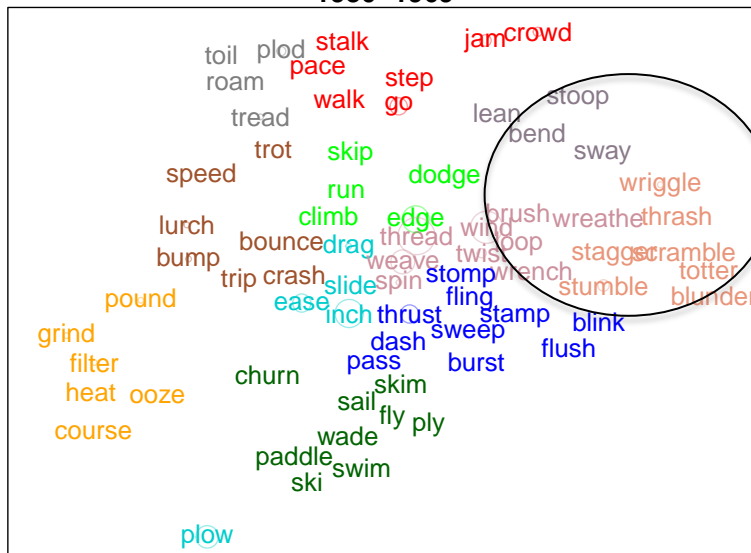 jam crowd
stalk
toil plod
pace
roam step
walk go
stoop
lean
tread bend
trot skip sway
speed dodge wriggle
run
lurch climb edge brush wreathe thrash
wind
bounce drag thread loop
bump weave twist stagger scramble
trip crash slide spin stomp wrench totter
pound ease fling stumble blunder
inch thrust stamp blink
grind dash sweep
filter pass burst flush
churn skim
heat ooze sail
course fly ply
wade
paddle swim
ski
plow